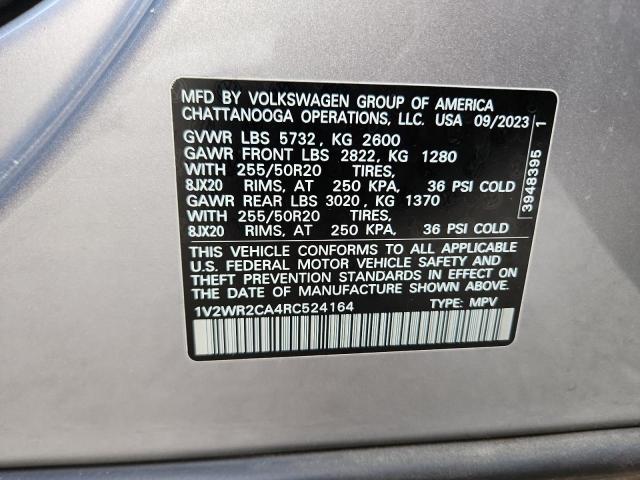 MFD BY VOLKSWAGEN GROUP OF AMERICA
CHATTANOOGA OPERATIONS, LLC. USA 09/2023
GVWR LBS 5732, KG 2600
GAWR FRONT LBS 2822, KG 1280
WITH 255/50R20 TIRES,
8JX20 RIMS, AT 250 KPA, 36 PSI COLD
GAWR REAR LBS 3020, KG 1370
WITH 255/50R20 TIRES,
8JX20 RIMS, AT 250 KPA, 36 PSI COLD
THIS VEHICLE CONFORMS TO ALL APPLICABLE
U.S. FEDERAL MOTOR VEHICLE SAFETY AND
THEFT PREVENTION STANDARDS IN EFFECT ON
THE DATE OF MANUFACTURE SHOWN ABOVE.
1V2WR2CA4RC524164 TYPE: MPV
3948395 1